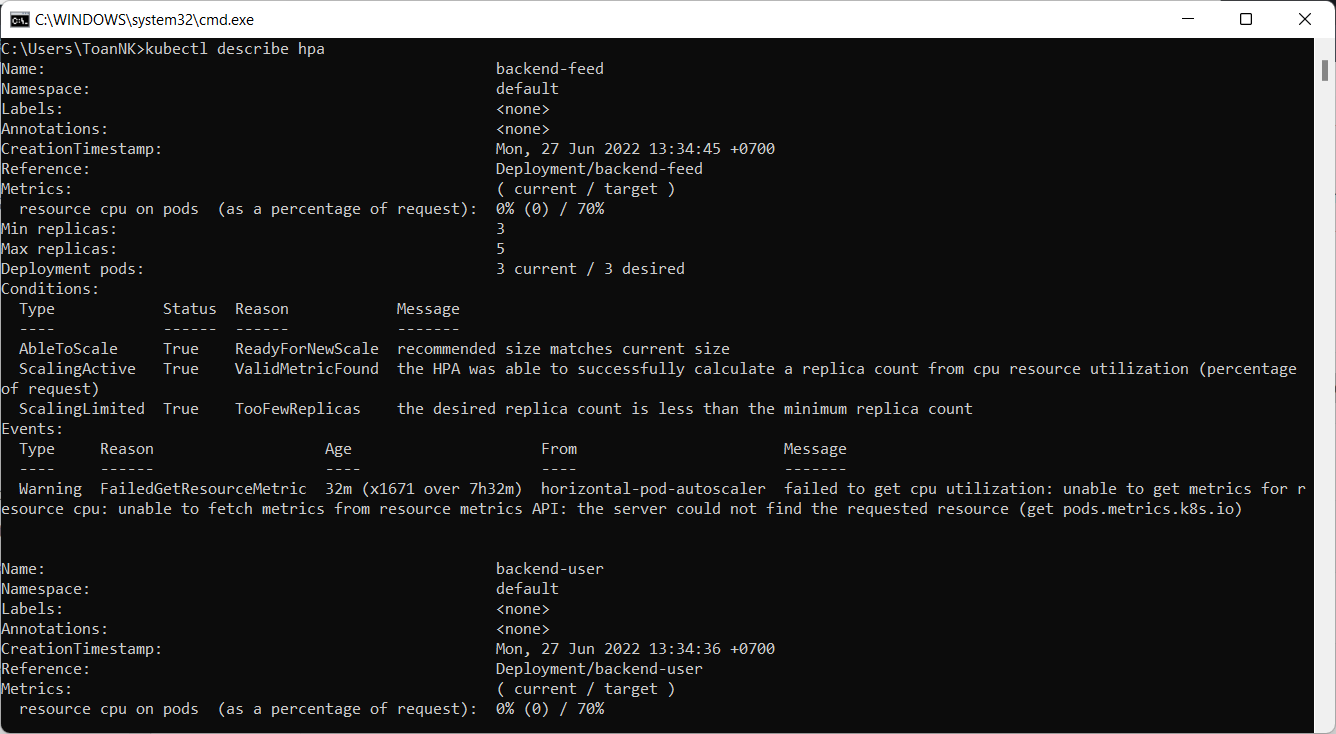 C:\WINDOWS\system32\cmd.exe
C:\Users\ToanNK>kubectl describe hpa
Name:                                                  backend-feed
Namespace:                                             default
Labels:                                                <none>
Annotations:                                           <none>
CreationTimestamp:                                     Mon, 27 Jun 2022 13:34:45 +0700
Reference:                                             Deployment/backend-feed
Metrics:                                               ( current / target )
  resource cpu on pods  (as a percentage of request):  0% (0) / 70%
Min replicas:                                          3
Max replicas:                                          5
Deployment pods:                                       3 current / 3 desired
Conditions:
  Type            Status  Reason            Message
  ----            ------  ------            -------
  AbleToScale     True    ReadyForNewScale  recommended size matches current size
  ScalingActive   True    ValidMetricFound  the HPA was able to successfully calculate a replica count from cpu resource utilization (percentage
of request)
  ScalingLimited  True    TooFewReplicas    the desired replica count is less than the minimum replica count
Events:
  Type     Reason                   Age                     From                       Message
  ----     ------                   ----                    ----                       -------
  Warning  FailedGetResourceMetric  32m (x1671 over 7h32m)  horizontal-pod-autoscaler  failed to get cpu utilization: unable to get metrics for r
esource cpu: unable to fetch metrics from resource metrics API: the server could not find the requested resource (get pods.metrics.k8s.io)
Name:                                                  backend-user
Namespace:                                             default
Labels:                                                <none>
Annotations:                                           <none>
CreationTimestamp:                                     Mon, 27 Jun 2022 13:34:36 +0700
Reference:                                             Deployment/backend-user
Metrics:                                               ( current / target )
  resource cpu on pods  (as a percentage of request):  0% (0) / 70%